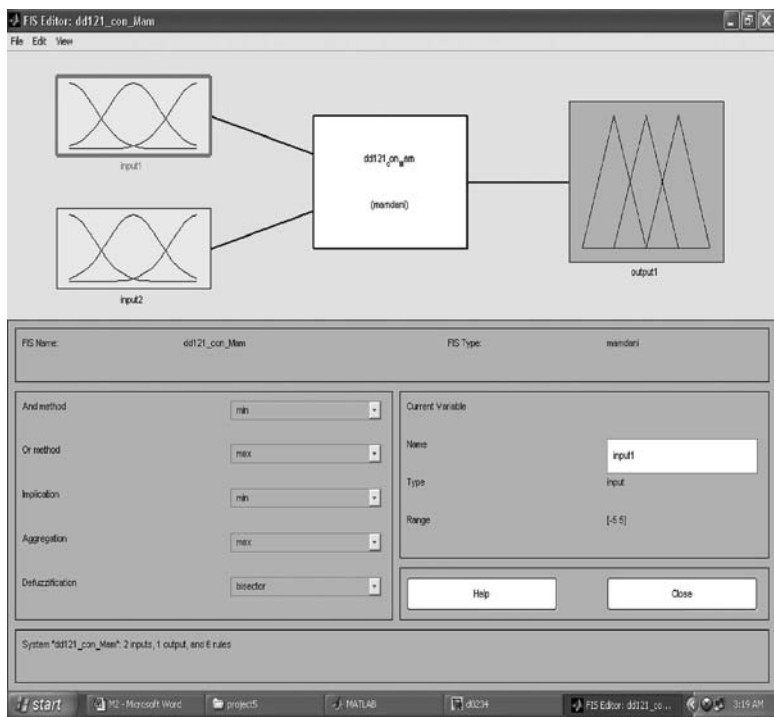 FIS Editor: dd121_con_Mam
File Edit View
input1
dd121_con_Mam
(mamdani)
input2
output1
FIS Name: dd121_con_Mam FIS Type: mamdani
And method min
Or method max
Implication min
Aggregation max
Defuzzification bisector
Current Variable
Name input1
Type input
Range [-5 5]
Help Close
System "dd121_con_Mam": 2 inputs, 1 output, and 6 rules
start M2 - Microsoft Word project5 MATLAB d0234 FIS Editor: dd121_co... 3:19 AM